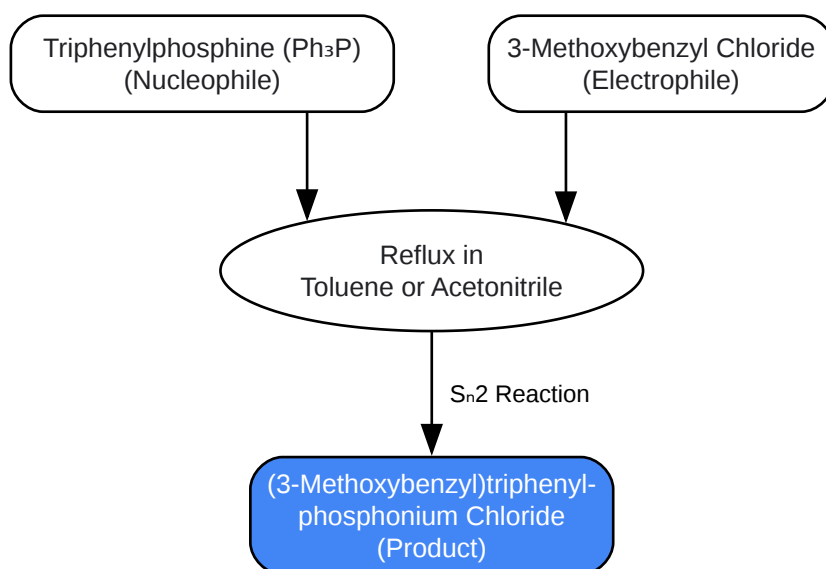 Triphenylphosphine (Ph₃P)
(Nucleophile)
3-Methoxybenzyl Chloride
(Electrophile)
Reflux in
Toluene or Acetonitrile
Sₙ2 Reaction
(3-Methoxybenzyl)triphenyl-
phosphonium Chloride
(Product)